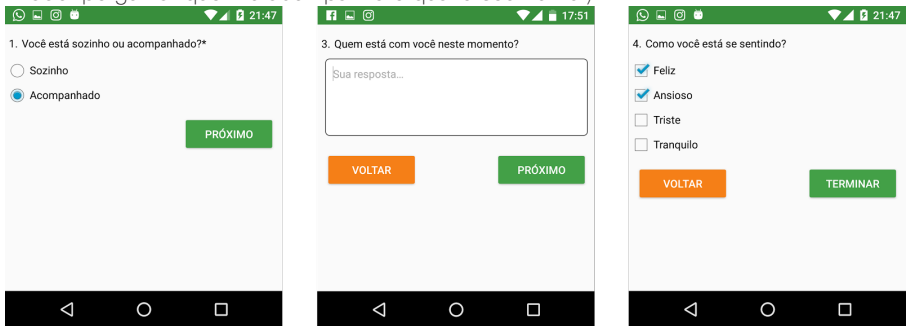 21:47
1. Você está sozinho ou acompanhado?*
Sozinho
Acompanhado
PRÓXIMO
17:51
3. Quem está com você neste momento?
Sua resposta...
VOLTAR
PRÓXIMO
21:47
4. Como você está se sentindo?
Feliz
Ansioso
Triste
Tranquilo
VOLTAR
TERMINAR